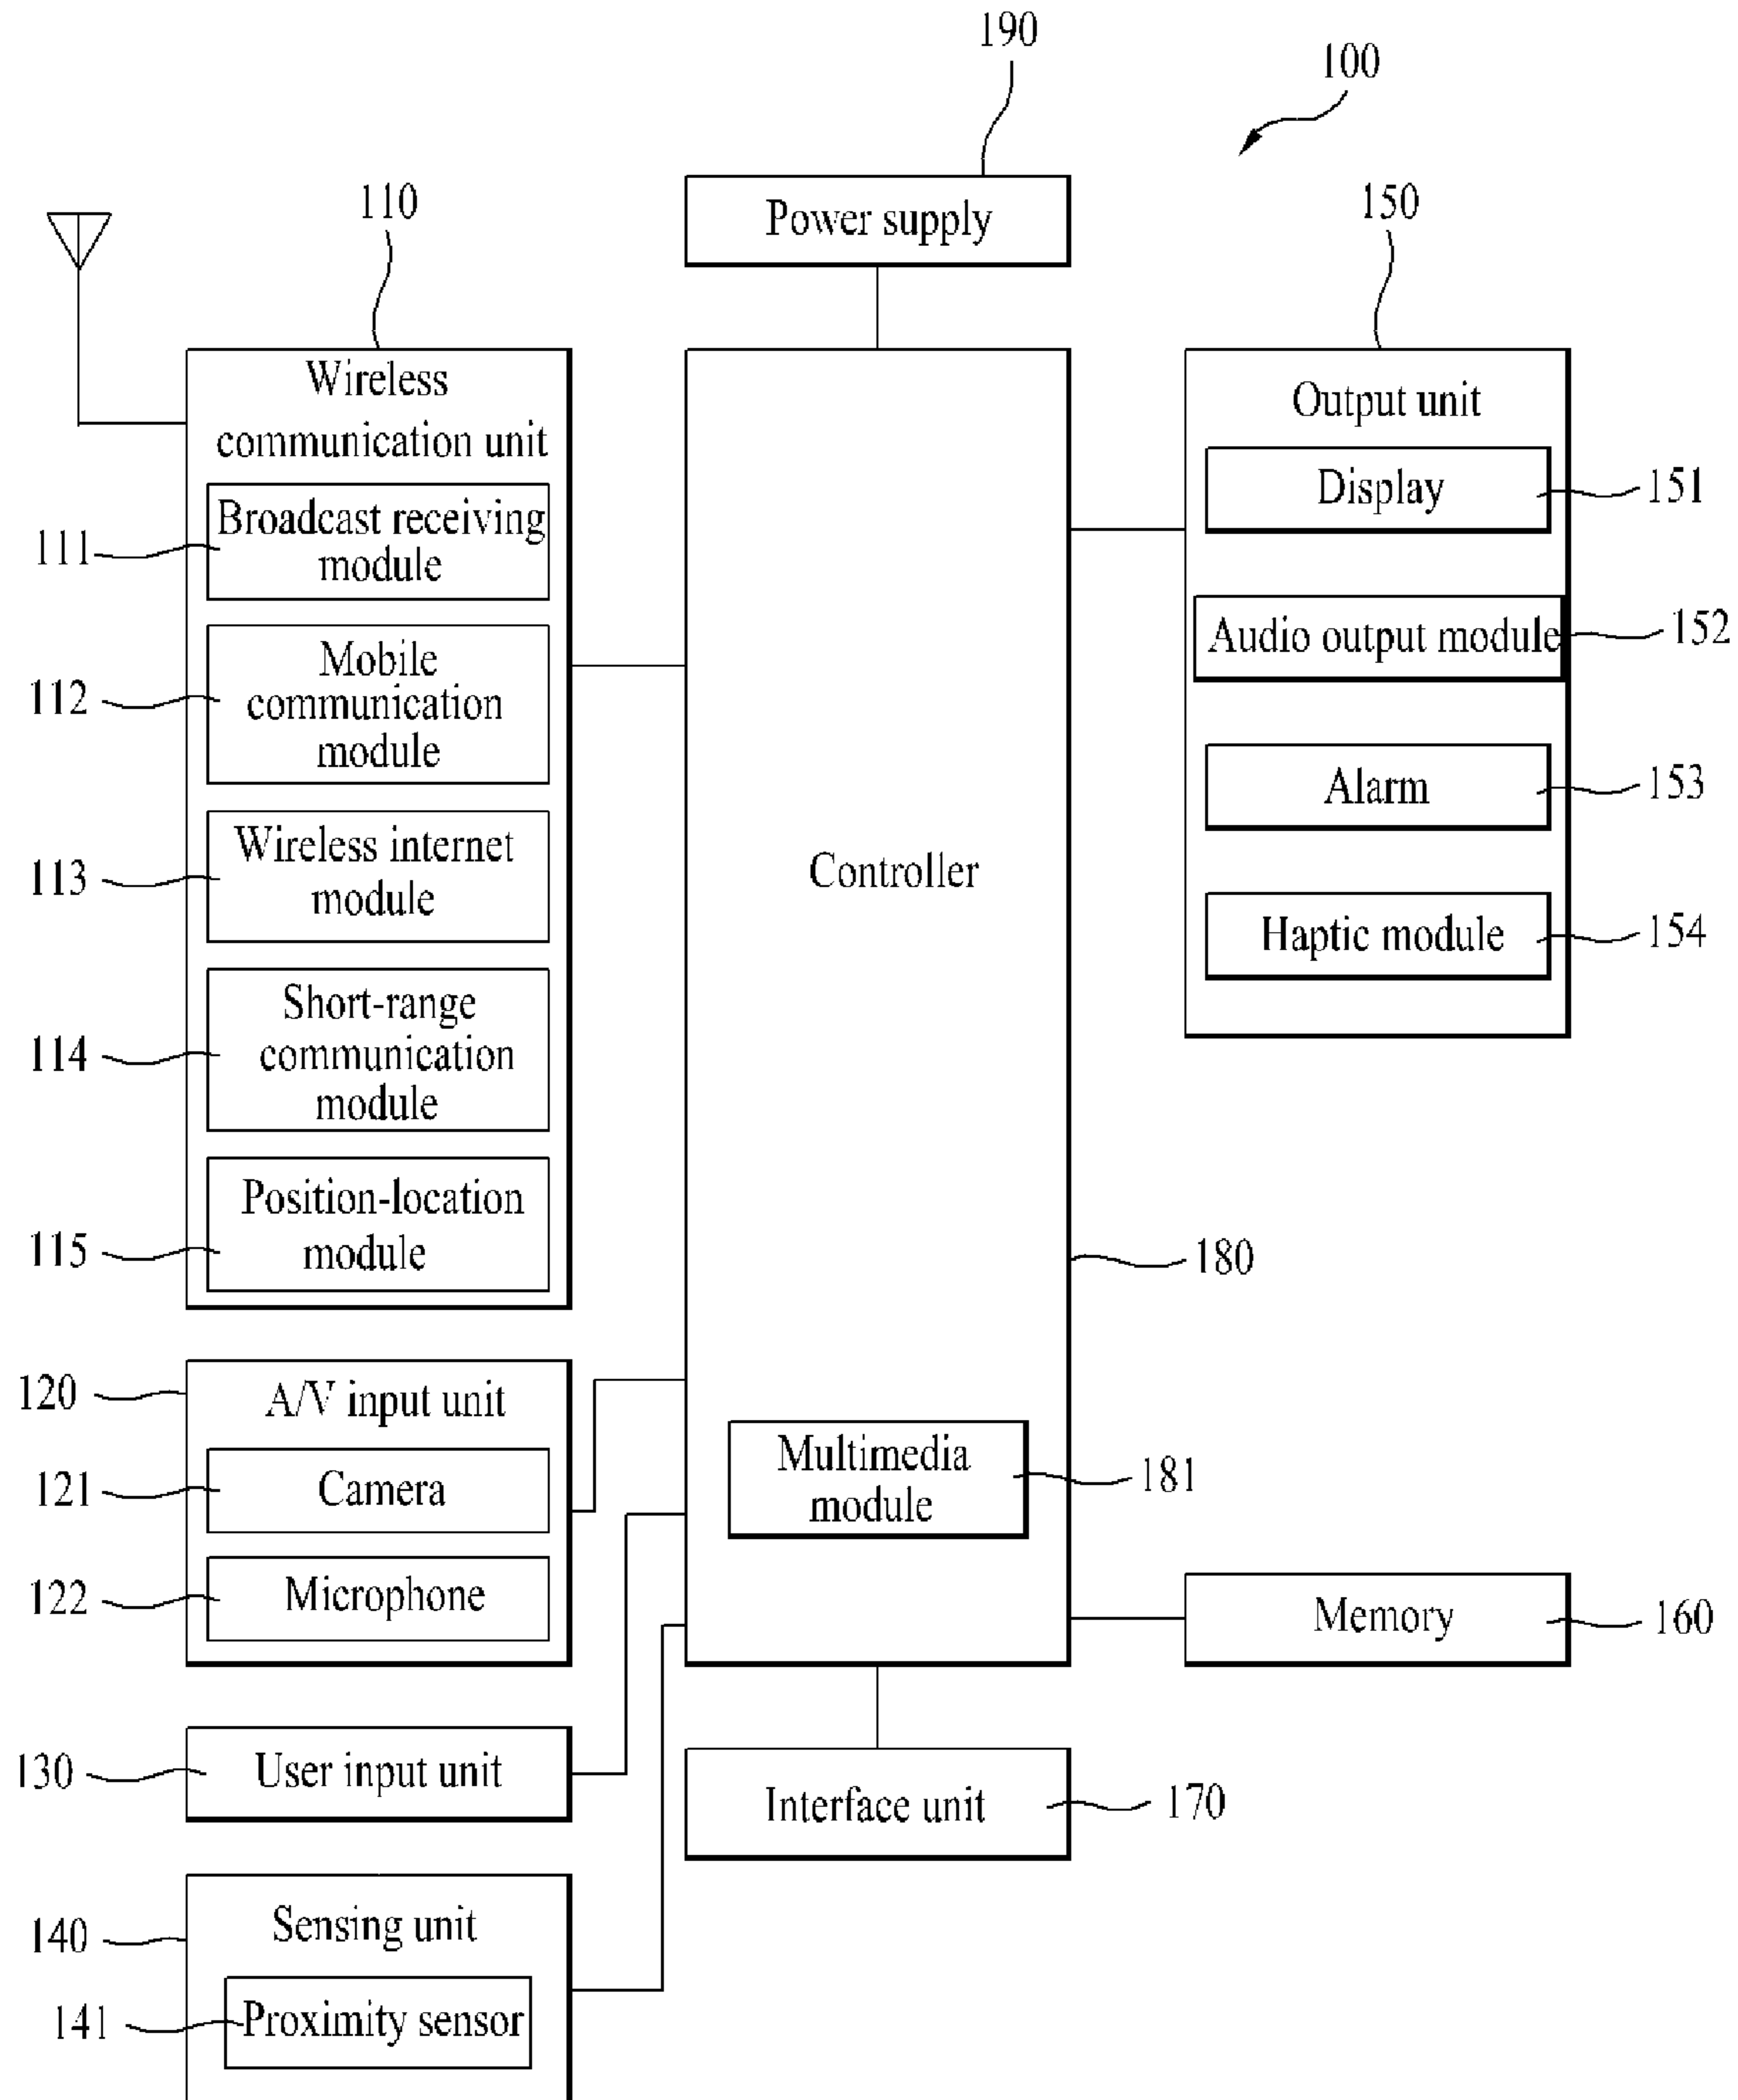 190
100
110
Power supply
150
Wireless
communication unit
111
Broadcast receiving
module
112
Mobile
communication
module
113
Wireless internet
module
114
Short-range
communication
module
115
Position-location
module
Controller
180
Multimedia
module
181
Output unit
Display
151
Audio output module
152
Alarm
153
Haptic module
154
120
A/V input unit
121
Camera
122
Microphone
Memory
160
130
User input unit
Interface unit
170
140
Sensing unit
141
Proximity sensor